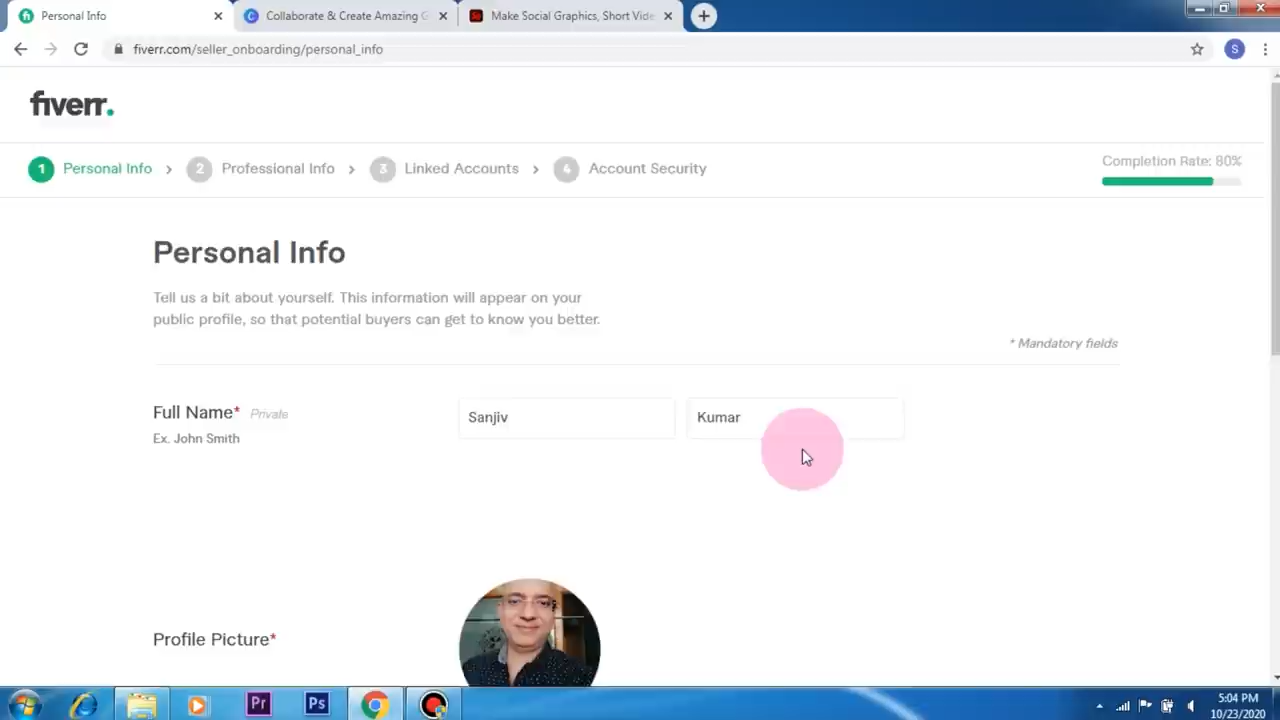 Personal Info
Collaborate & Create Amazing G
Make Social Graphics, Short Vide
fiverr.com/seller_onboarding/personal_info
S
fiverr.
1 Personal Info > 2 Professional Info > 3 Linked Accounts > 4 Account Security
Completion Rate: 80%
Personal Info
Tell us a bit about yourself. This information will appear on your
public profile, so that potential buyers can get to know you better.
* Mandatory fields
Full Name* Private
Sanjiv
Kumar
Ex. John Smith
Profile Picture*
Pr
Ps
5:04 PM
10/23/2020